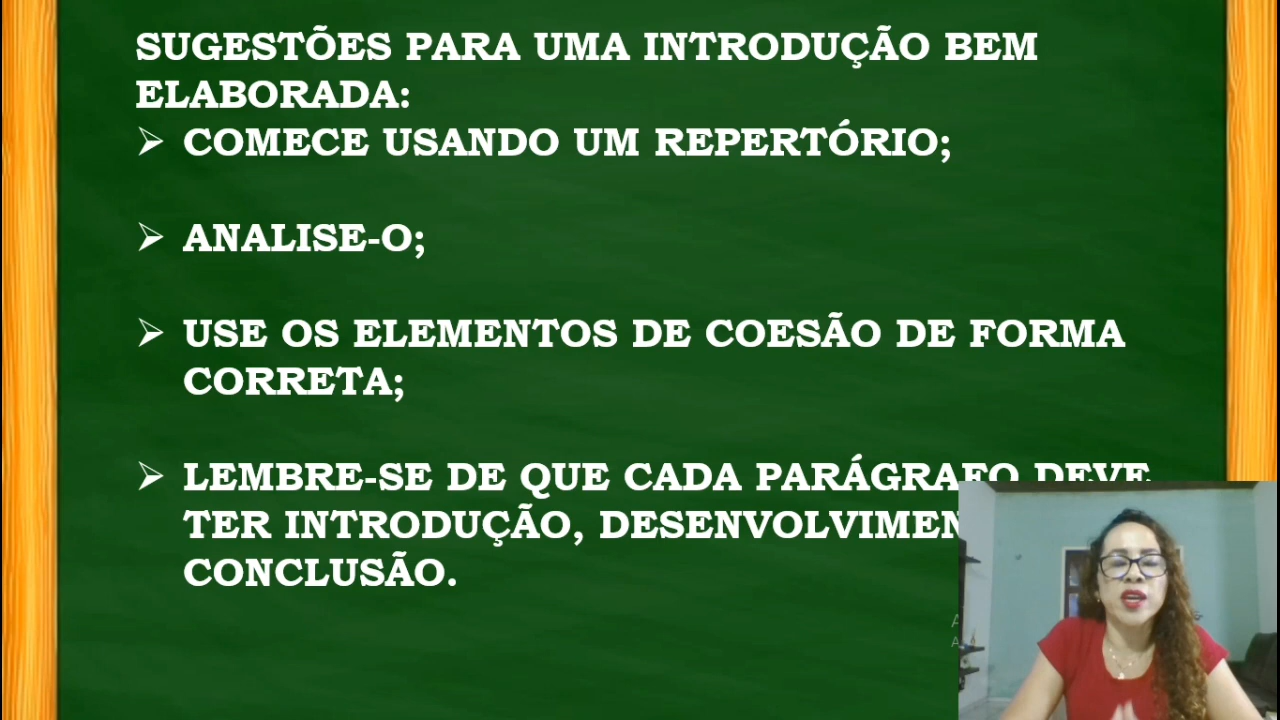 SUGESTÕES PARA UMA INTRODUÇÃO BEM
ELABORADA:
➢ COMECE USANDO UM REPERTÓRIO;
➢ ANALISE-O;
➢ USE OS ELEMENTOS DE COESÃO DE FORMA
CORRETA;
➢ LEMBRE-SE DE QUE CADA PARÁGRAFO DEVE
TER INTRODUÇÃO,
CONCLUSÃO.